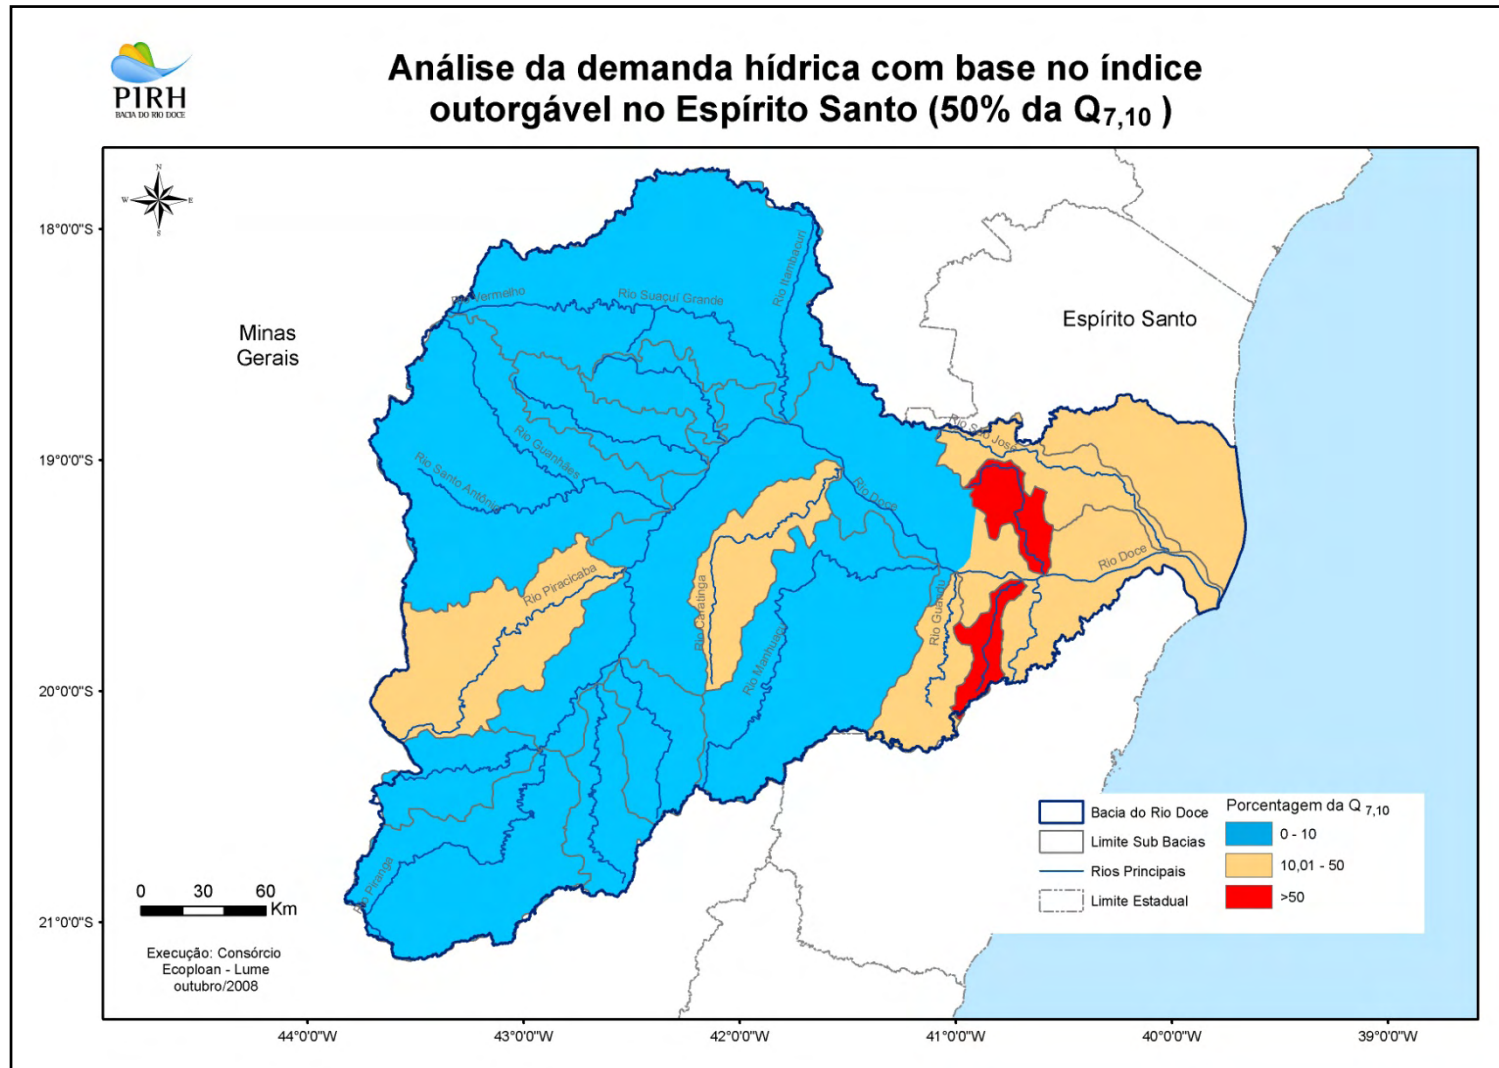 PIRH
BACIA DO RIO DOCE
Análise da demanda hídrica com base no índice
outorgável no Espírito Santo (50% da Q7,10 )
N
W
E
S
18°0'0"S
19°0'0"S
20°0'0"S
21°0'0"S
Minas
Gerais
Espírito Santo
Rio Vermelho
Rio Suaçuí Grande
Rio Itambacuri
Rio Guanhães
Rio Santo Antônio
Rio São José
Rio Doce
Rio Doce
Rio Piracicaba
Rio Caratinga
Rio Manhuaçu
Rio Guandu
Rio Piranga
0 30 60
Km
Execução: Consórcio
Ecoploan - Lume
outubro/2008
Bacia do Rio Doce
Limite Sub Bacias
Rios Principais
Limite Estadual
Porcentagem da Q 7,10
0 - 10
10,01 - 50
>50
44°0'0"W 43°0'0"W 42°0'0"W 41°0'0"W 40°0'0"W 39°0'0"W